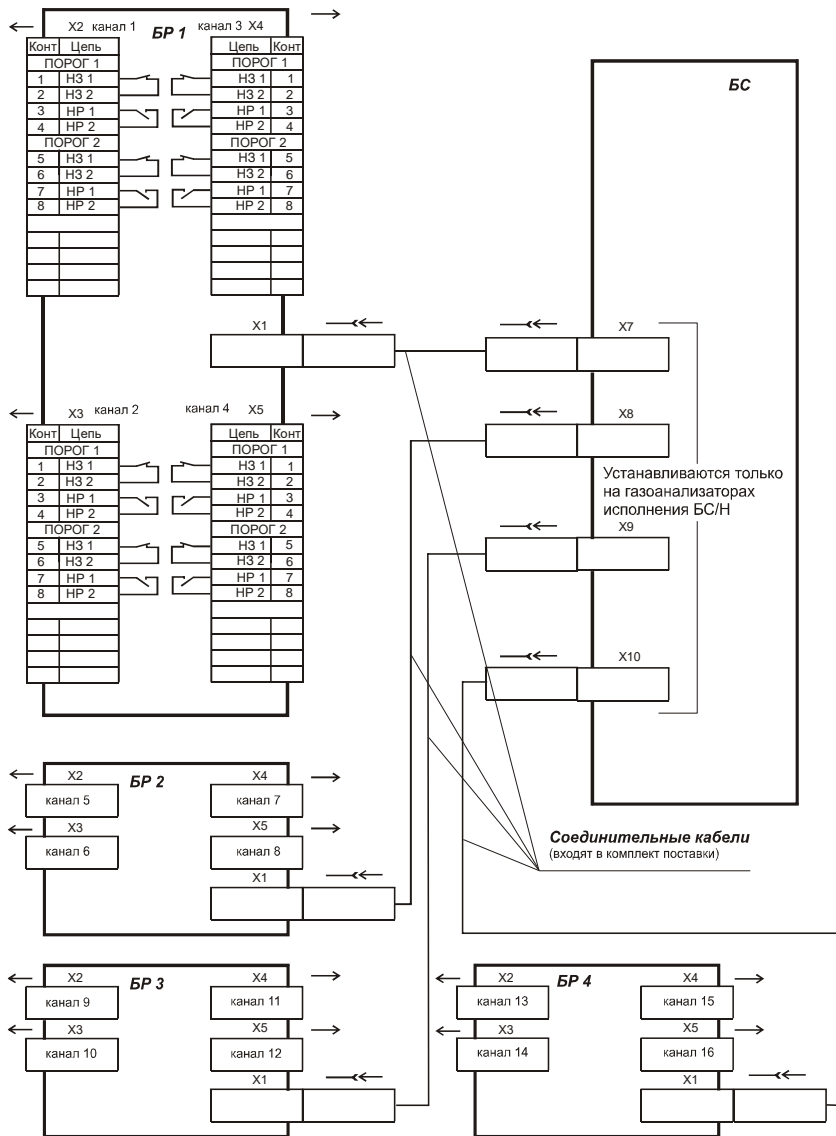 X2 канал 1
БР 1
канал 3 X4
Конт Цепь
ПОРОГ 1
1 НЗ 1
2 НЗ 2
3 НР 1
4 НР 2
ПОРОГ 2
5 НЗ 1
6 НЗ 2
7 НР 1
8 НР 2
Цепь Конт
ПОРОГ 1
НЗ 1 1
НЗ 2 2
НР 1 3
НР 2 4
ПОРОГ 2
НЗ 1 5
НЗ 2 6
НР 1 7
НР 2 8
X1
X3 канал 2
канал 4 X5
Конт Цепь
ПОРОГ 1
1 НЗ 1
2 НЗ 2
3 НР 1
4 НР 2
ПОРОГ 2
5 НЗ 1
6 НЗ 2
7 НР 1
8 НР 2
Цепь Конт
ПОРОГ 1
НЗ 1 1
НЗ 2 2
НР 1 3
НР 2 4
ПОРОГ 2
НЗ 1 5
НЗ 2 6
НР 1 7
НР 2 8
БС
X7
X8
Устанавливаются только
на газоанализаторах
исполнения БС/Н
X9
X10
Соединительные кабели
(входят в комплект поставки)
БР 2
X2
канал 5
X4
канал 7
X3
канал 6
X5
канал 8
X1
БР 3
X2
канал 9
X4
канал 11
X3
канал 10
X5
канал 12
X1
БР 4
X2
канал 13
X4
канал 15
X3
канал 14
X5
канал 16
X1